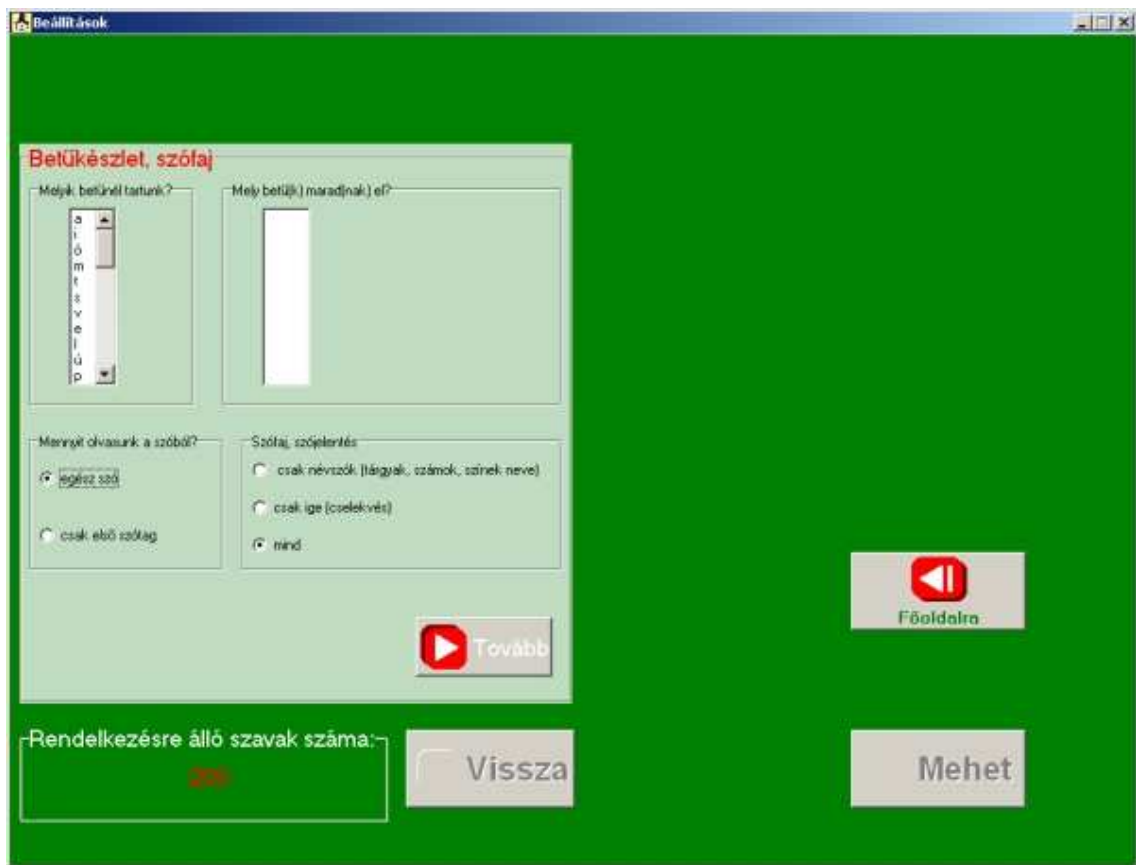 Beállítások
Betűkészlet, szófaj
Melyik betűnél tartunk?
Mely betű(k) marad(nak) el?
a
i
ó
m
t
s
v
e
l
ú
p
Mennyit olvasunk a szóból?
egész szó
csak első szótag
Szófaj, szójelentés
csak névszók (tárgyak, számok, színek neve)
csak ige (cselekvés)
mind
Tovább
Főoldalra
Rendelkezésre álló szavak száma:
Vissza
Mehet